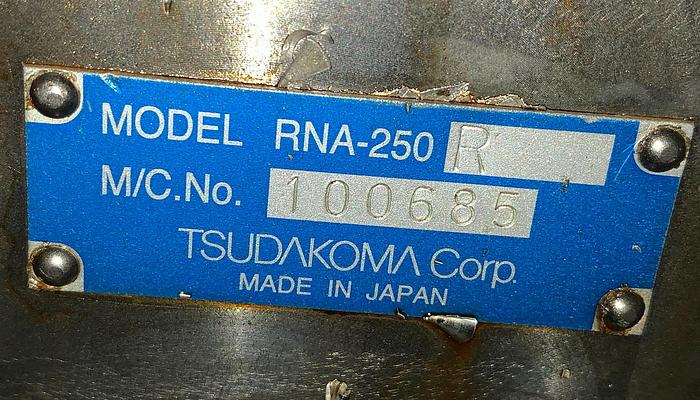 MODEL RNA-250 R
M/C.No. 100685
TSUDAKOMA Corp.
MADE IN JAPAN